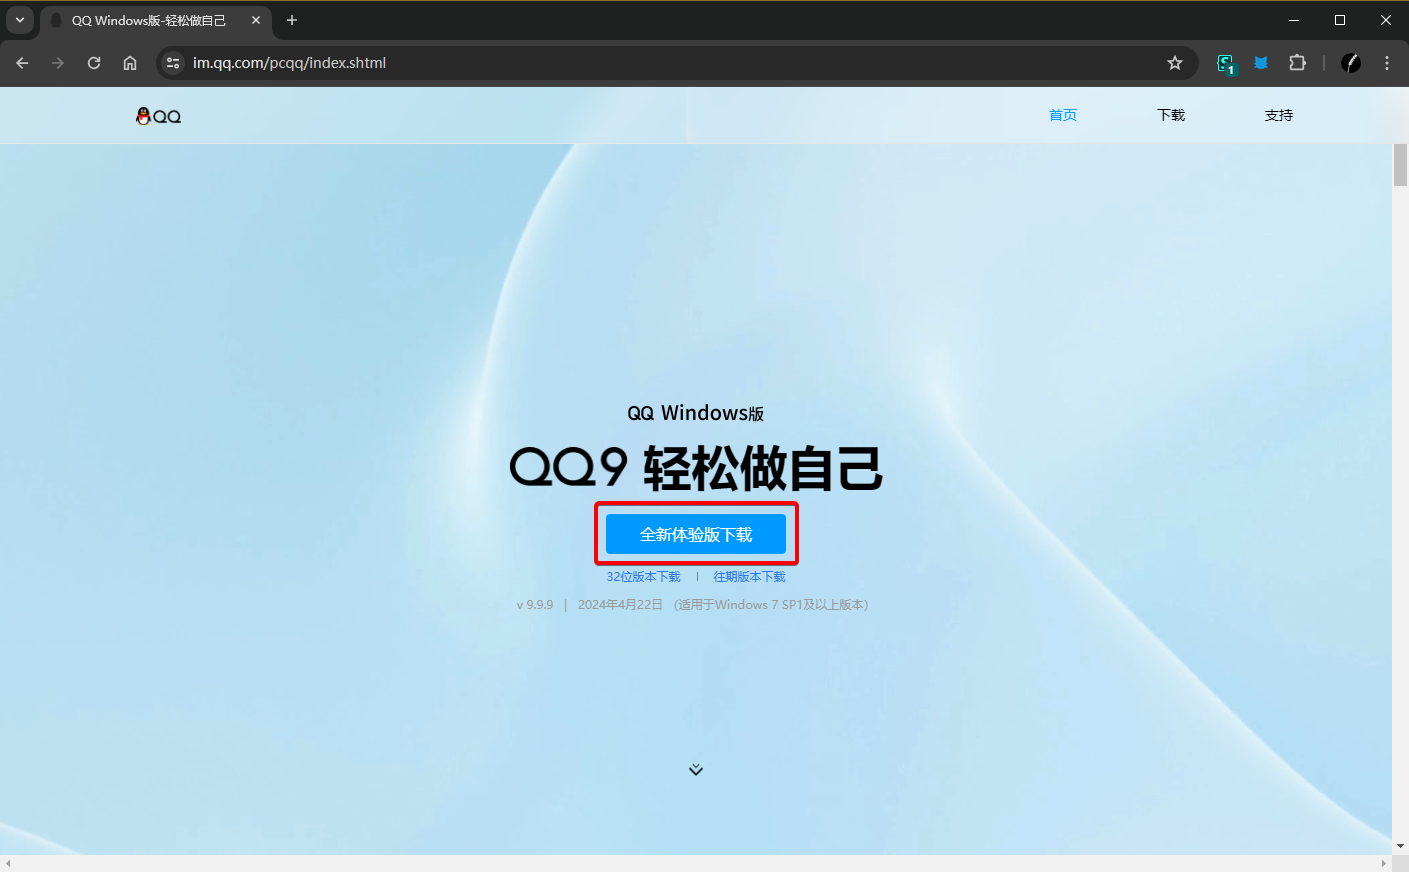 QQ Windows版-轻松做自己
im.qq.com/pcqq/index.shtml
1
QQ
首页
下载
支持
QQ Windows版
QQ9 轻松做自己
全新体验版下载
32位版本下载 | 往期版本下载
v 9.9.9 | 2024年4月22日 （适用于Windows 7 SP1及以上版本）